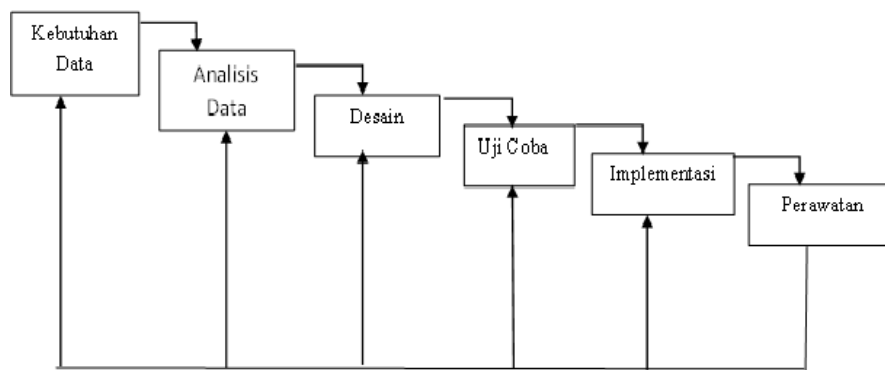 Kebutuhan
Data
Analisis
Data
Desain
Uji Coba
Implementasi
Perawatan